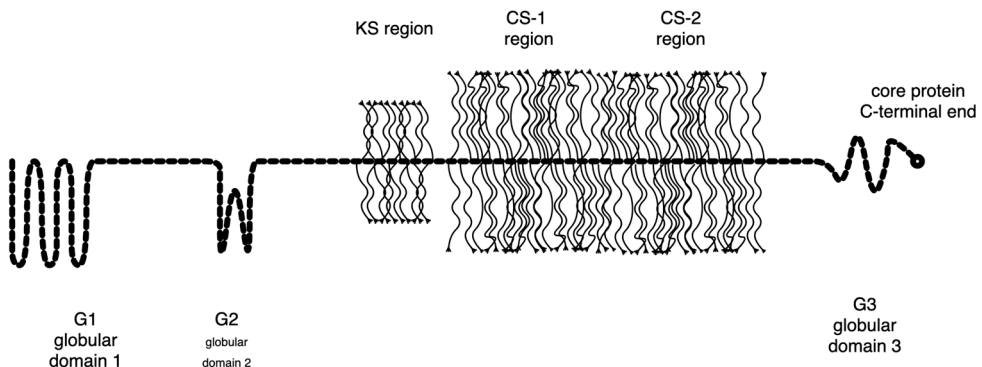 KS region
CS-1
region
CS-2
region
core protein
C-terminal end
G1
globular
domain 1
G2
globular
domain 2
G3
globular
domain 3